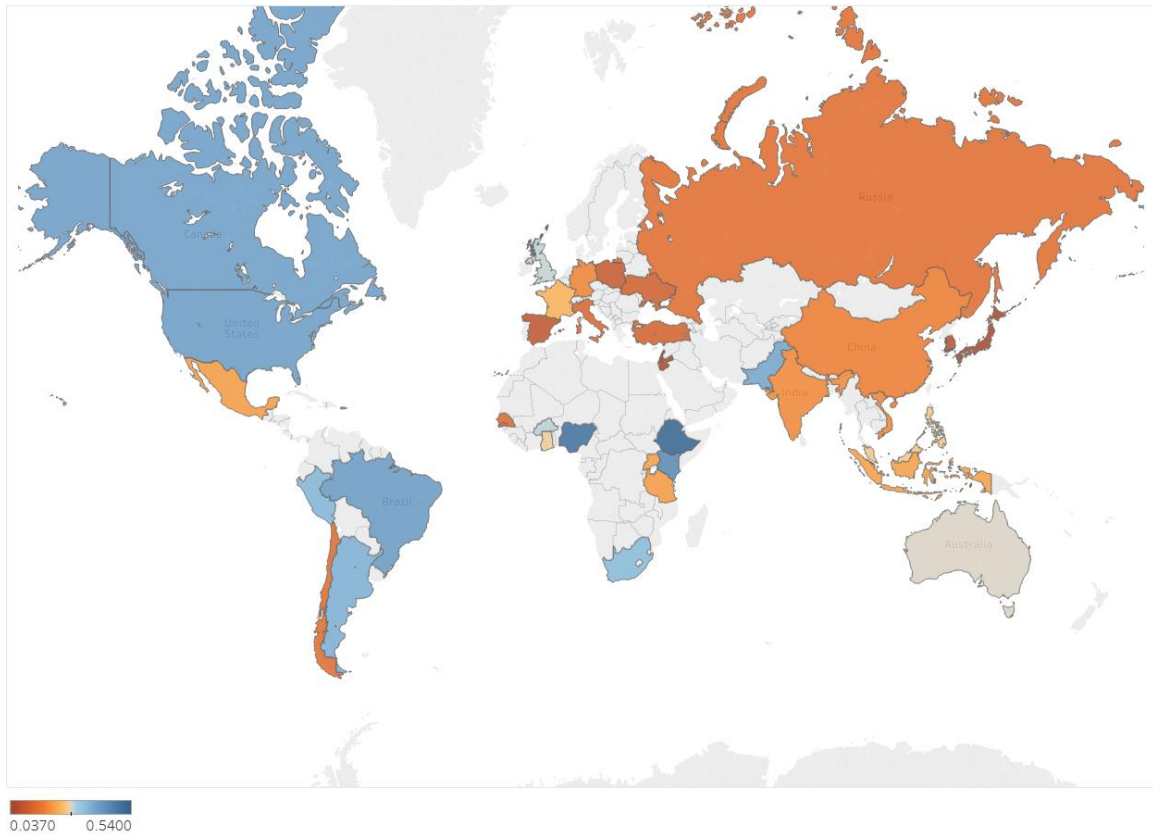 Russia
Canada
United
States
China
India
Brazil
Australia
0.0370 0.5400